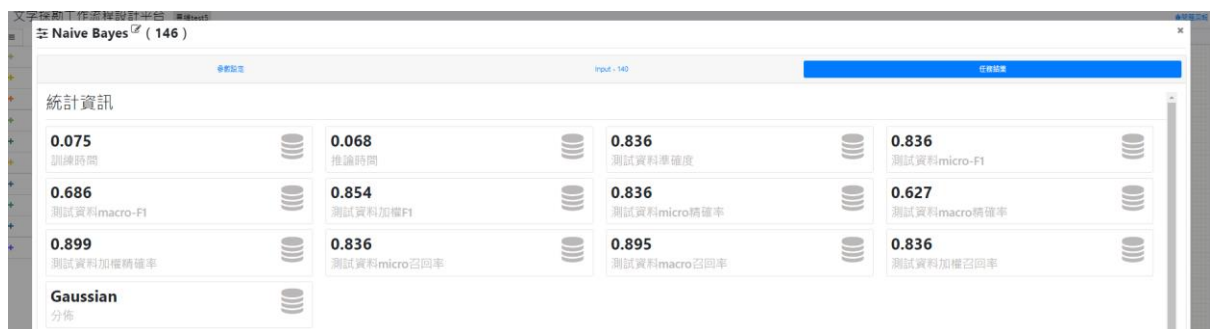 文字探勘工作流程設計平台
Naive Bayes ( 146 )
×
參數設定
Input - 140
任務結果
統計資訊
0.075
訓練時間
0.068
推論時間
0.836
測試資料準確度
0.836
測試資料micro-F1
0.686
測試資料macro-F1
0.854
測試資料加權F1
0.836
測試資料micro精確率
0.627
測試資料macro精確率
0.899
測試資料加權精確率
0.836
測試資料micro召回率
0.895
測試資料macro召回率
0.836
測試資料加權召回率
Gaussian
分佈